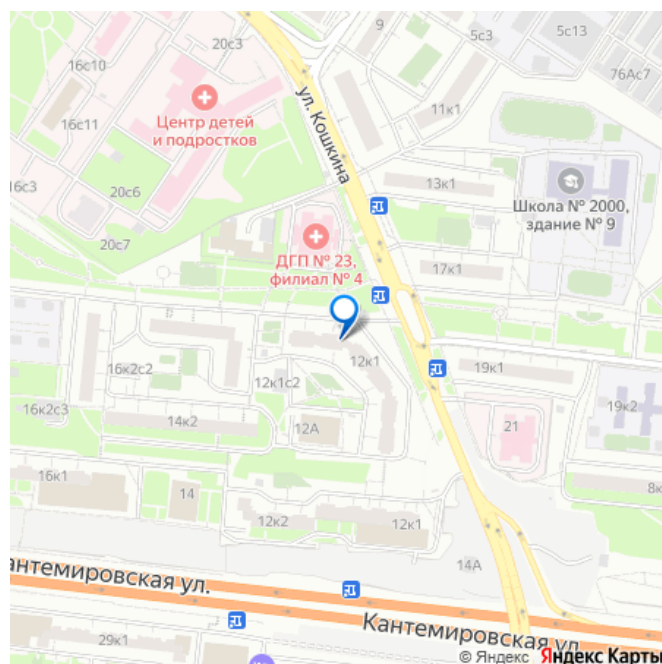 20с3
9
5с3
5с13
16с10
76Ас7
ул. Кошкина
11к1
Центр детей
и подростков
16с11
16с3
20с6
13к1
Школа № 2000,
здание № 9
20с7
ДГП № 23,
филиал № 4
17к1
16к2с2
12к1
19к1
12к1с2
16к2с3
14к2
12А
21
19к2
16к1
14
8к
12к2
12к1
14А
антемировская ул.
Кантемировская ул
29к1
© Яндекс Яндекс Карты